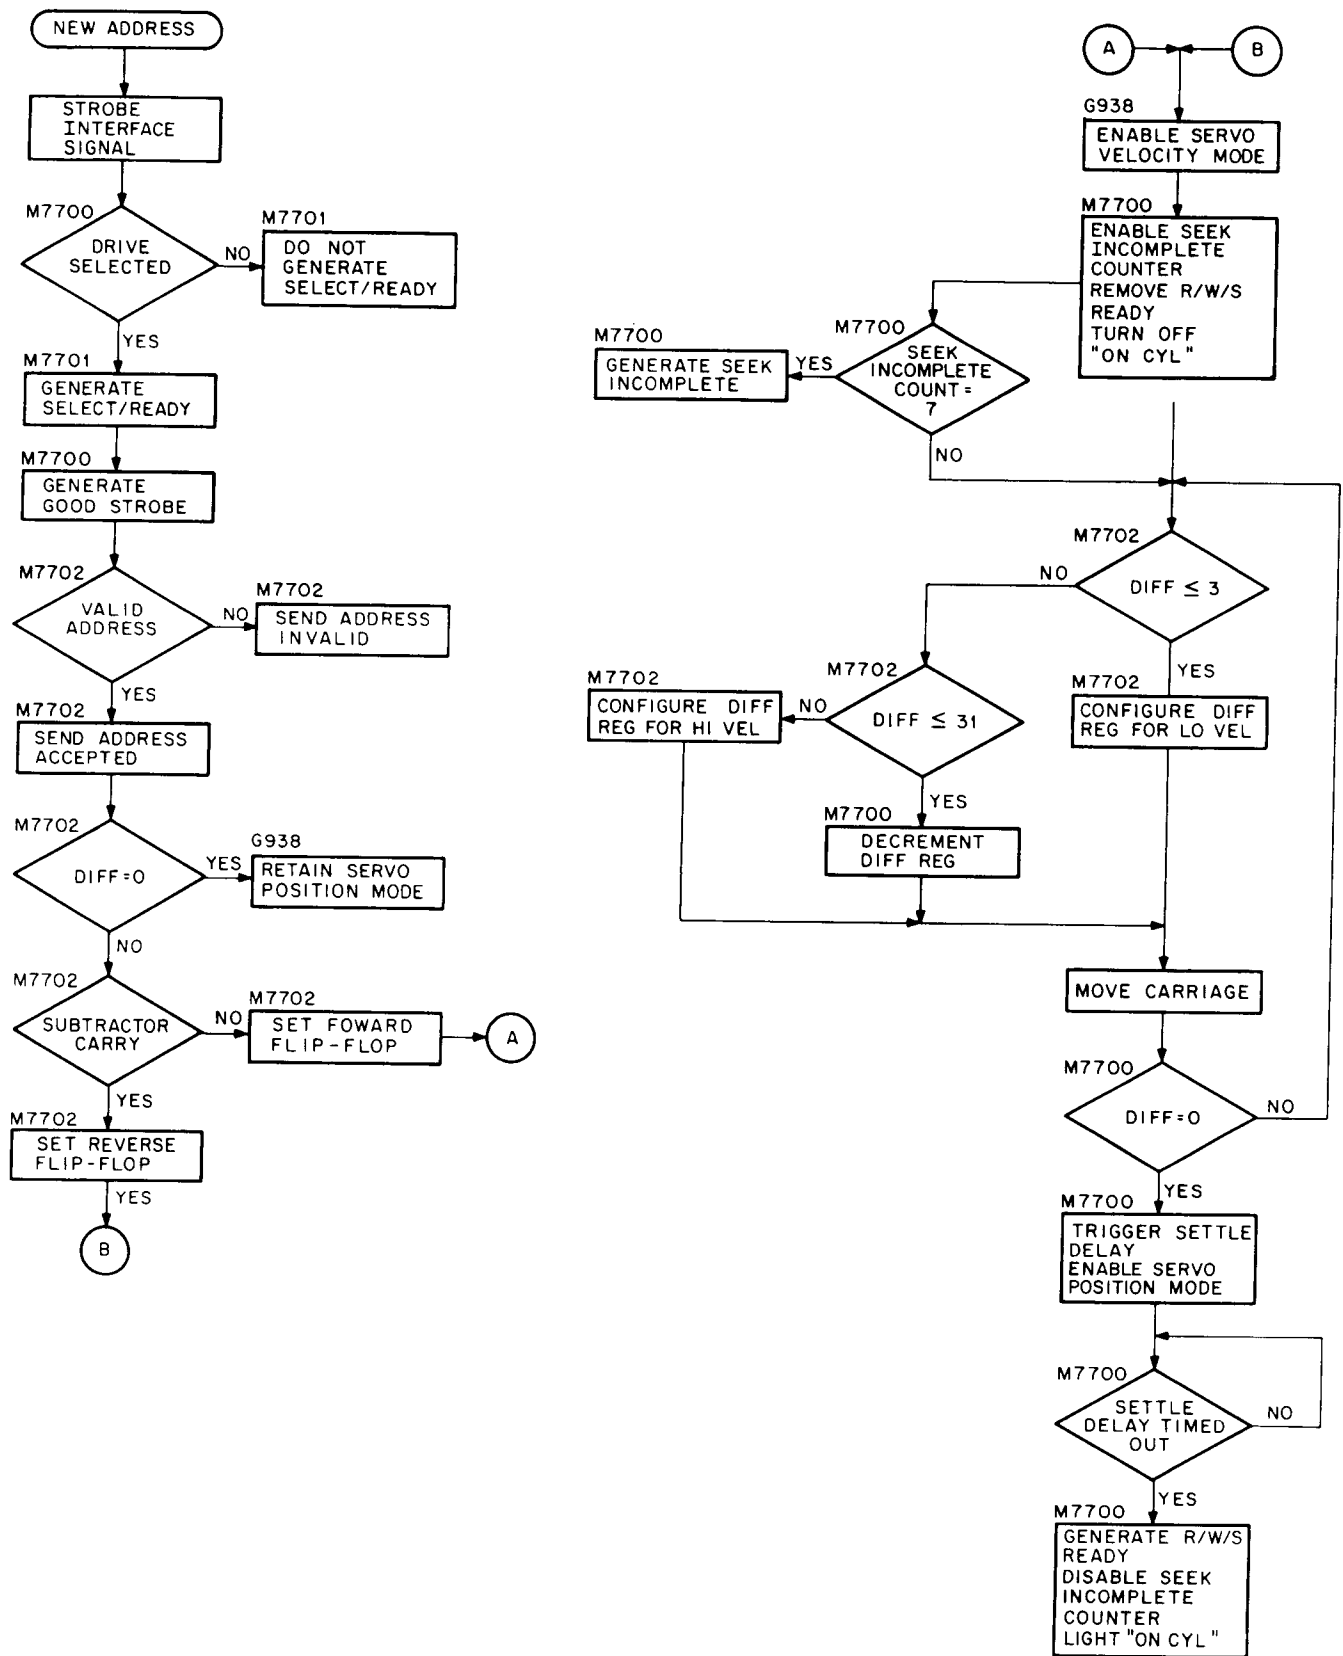 NEW ADDRESS
STROBE
INTERFACE
SIGNAL
M7700
DRIVE
SELECTED
NO
M7701
DO NOT
GENERATE
SELECT/READY
YES
M7701
GENERATE
SELECT/READY
M7700
GENERATE
GOOD STROBE
M7702
VALID
ADDRESS
NO
M7702
SEND ADDRESS
INVALID
YES
M7702
SEND ADDRESS
ACCEPTED
M7702
DIFF=0
YES
G938
RETAIN SERVO
POSITION MODE
NO
M7702
SUBTRACTOR
CARRY
NO
M7702
SET FOWARD
FLIP-FLOP
A
YES
M7702
SET REVERSE
FLIP-FLOP
YES
B
A
B
G938
ENABLE SERVO
VELOCITY MODE
M7700
ENABLE SEEK
INCOMPLETE
COUNTER
REMOVE R/W/S
READY
TURN OFF
"ON CYL"
M7700
SEEK
INCOMPLETE
COUNT=
7
YES
M7700
GENERATE SEEK
INCOMPLETE
NO
M7702
DIFF ≤ 3
NO
YES
M7702
DIFF ≤ 31
NO
M7702
CONFIGURE DIFF
REG FOR HI VEL
M7702
CONFIGURE DIFF
REG FOR LO VEL
YES
M7700
DECREMENT
DIFF REG
MOVE CARRIAGE
M7700
DIFF=0
NO
YES
M7700
TRIGGER SETTLE
DELAY
ENABLE SERVO
POSITION MODE
M7700
SETTLE
DELAY TIMED
OUT
NO
YES
M7700
GENERATE R/W/S
READY
DISABLE SEEK
INCOMPLETE
COUNTER
LIGHT "ON CYL"